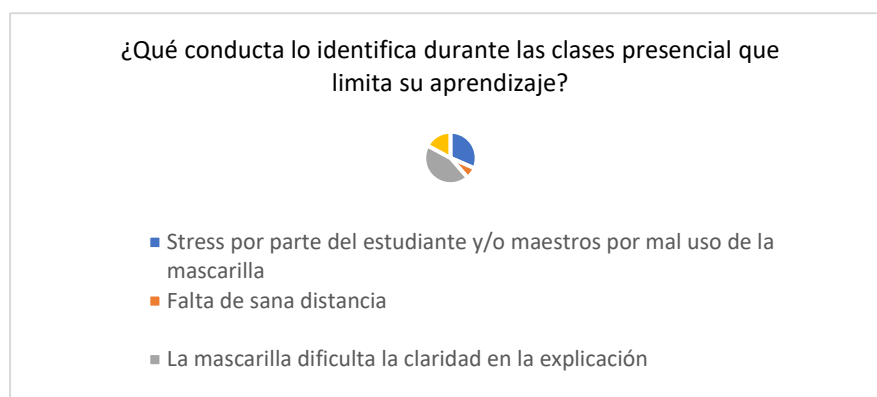 ¿Qué conducta lo identifica durante las clases presencial que
limita su aprendizaje?
Stress por parte del estudiante y/o maestros por mal uso de la
mascarilla
Falta de sana distancia
La mascarilla dificulta la claridad en la explicación